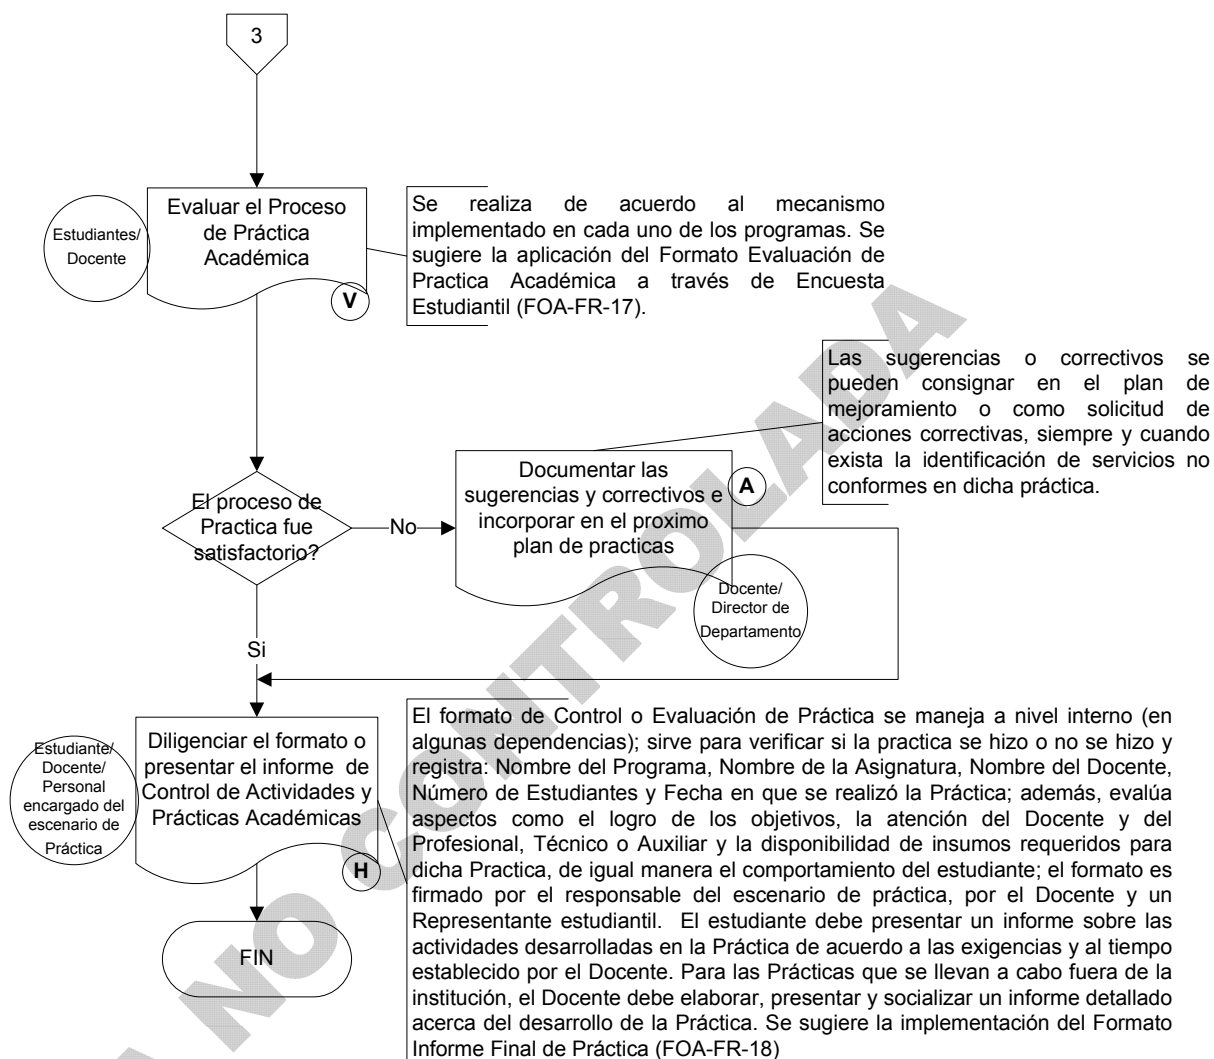 3
Evaluar el Proceso
de Práctica
Académica
Estudiantes/
Docente
V
Se realiza de acuerdo al mecanismo
implementado en cada uno de los programas. Se
sugiere la aplicación del Formato Evaluación de
Practica Académica a través de Encuesta
Estudiantil (FOA-FR-17).
Las sugerencias o correctivos se
pueden consignar en el plan de
mejoramiento o como solicitud de
acciones correctivas, siempre y cuando
exista la identificación de servicios no
conformes en dicha práctica.
El proceso de
Practica fue
satisfactorio?
No
Documentar las
sugerencias y correctivos e
incorporar en el proximo
plan de practicas
A
Docente/
Director de
Departamento
Si
Diligenciar el formato o
presentar el informe de
Control de Actividades y
Prácticas Académicas
Estudiante/
Docente/
Personal
encargado del
escenario de
Práctica
H
El formato de Control o Evaluación de Práctica se maneja a nivel interno (en
algunas dependencias); sirve para verificar si la practica se hizo o no se hizo y
registra: Nombre del Programa, Nombre de la Asignatura, Nombre del Docente,
Número de Estudiantes y Fecha en que se realizó la Práctica; además, evalúa
aspectos como el logro de los objetivos, la atención del Docente y del
Profesional, Técnico o Auxiliar y la disponibilidad de insumos requeridos para
dicha Practica, de igual manera el comportamiento del estudiante; el formato es
firmado por el responsable del escenario de práctica, por el Docente y un
Representante estudiantil. El estudiante debe presentar un informe sobre las
actividades desarrolladas en la Práctica de acuerdo a las exigencias y al tiempo
establecido por el Docente. Para las Prácticas que se llevan a cabo fuera de la
institución, el Docente debe elaborar, presentar y socializar un informe detallado
acerca del desarrollo de la Práctica. Se sugiere la implementación del Formato
Informe Final de Práctica (FOA-FR-18)
FIN
A NO CONTROLADA